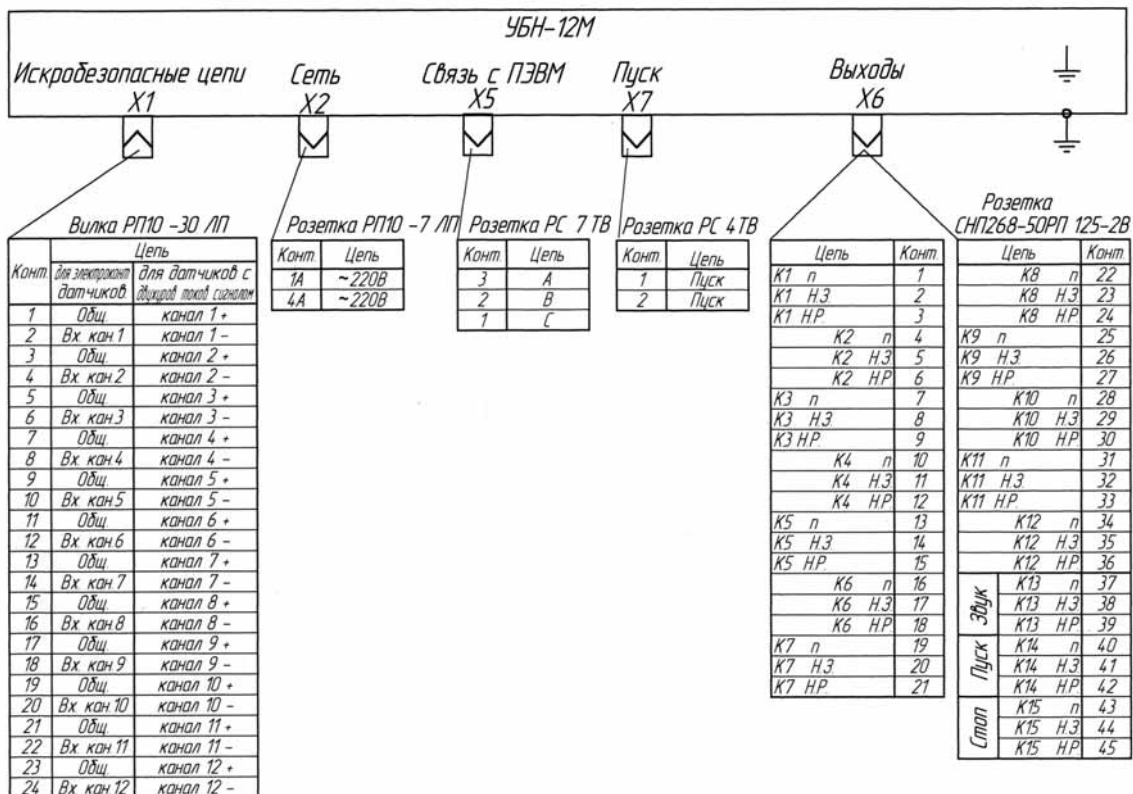 УБН-12М
Искробезопасные цепи Сеть Связь с ПЭВМ Пуск Выходы
X1 X2 X5 X7 X6
Вилка РП10 -30 ЛП
Конт. Цепь
для электроконт. датчиков для датчиков с двухуров. токов. сигналом
1 Общ. канал 1 +
2 Вх. кан.1 канал 1 -
3 Общ. канал 2 +
4 Вх. кан.2 канал 2 -
5 Общ. канал 3 +
6 Вх. кан.3 канал 3 -
7 Общ. канал 4 +
8 Вх. кан.4 канал 4 -
9 Общ. канал 5 +
10 Вх. кан.5 канал 5 -
11 Общ. канал 6 +
12 Вх. кан.6 канал 6 -
13 Общ. канал 7 +
14 Вх. кан.7 канал 7 -
15 Общ. канал 8 +
16 Вх. кан.8 канал 8 -
17 Общ. канал 9 +
18 Вх. кан.9 канал 9 -
19 Общ. канал 10 +
20 Вх. кан.10 канал 10 -
21 Общ. канал 11 +
22 Вх. кан.11 канал 11 -
23 Общ. канал 12 +
24 Вх. кан.12 канал 12 -
Розетка РП10 -7 ЛП
Конт. Цепь
1А ~220В
4А ~220В
Розетка РС 7 ТВ
Конт. Цепь
3 A
2 B
1 C
Розетка РС 4ТВ
Конт. Цепь
1 Пуск
2 Пуск
Цепь Конт.
К1 п 1
К1 Н.З. 2
К1 Н.Р. 3
К2 п 4
К2 Н.З 5
К2 Н.Р 6
К3 п 7
К3 Н.З. 8
К3 Н.Р. 9
К4 п 10
К4 Н.З 11
К4 Н.Р 12
К5 п 13
К5 Н.З. 14
К5 Н.Р. 15
К6 п 16
К6 Н.З 17
К6 Н.Р 18
К7 п 19
К7 Н.З. 20
К7 Н.Р. 21
Розетка
СНП268-50РП 125-2В
Цепь Конт.
К8 п 22
К8 Н.З 23
К8 Н.Р 24
К9 п 25
К9 Н.З. 26
К9 Н.Р. 27
К10 п 28
К10 Н.З 29
К10 Н.Р 30
К11 п 31
К11 Н.З. 32
К11 Н.Р. 33
К12 п 34
К12 Н.З 35
К12 Н.Р 36
Звук
К13 п 37
К13 Н.З 38
К13 Н.Р 39
Пуск
К14 п 40
К14 Н.З 41
К14 Н.Р 42
Стоп
К15 п 43
К15 Н.З 44
К15 Н.Р 45